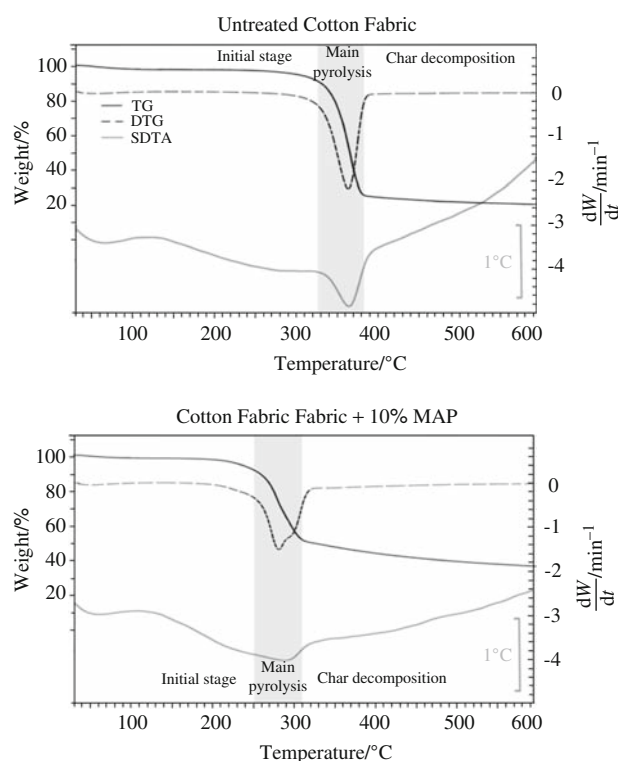 Untreated Cotton Fabric
Initial stage Main pyrolysis Char decomposition
100
80
60
40
20
Weight/%
TG
DTG
SDTA
0
-1
-2
-3
-4
dW/dt /min⁻¹
1°C
100 200 300 400 500 600
Temperature/°C
Cotton Fabric Fabric + 10% MAP
100
80
60
40
20
Weight/%
0
-1
-2
-3
-4
dW/dt /min⁻¹
1°C
Initial stage Main pyrolysis Char decomposition
100 200 300 400 500 600
Temperature/°C